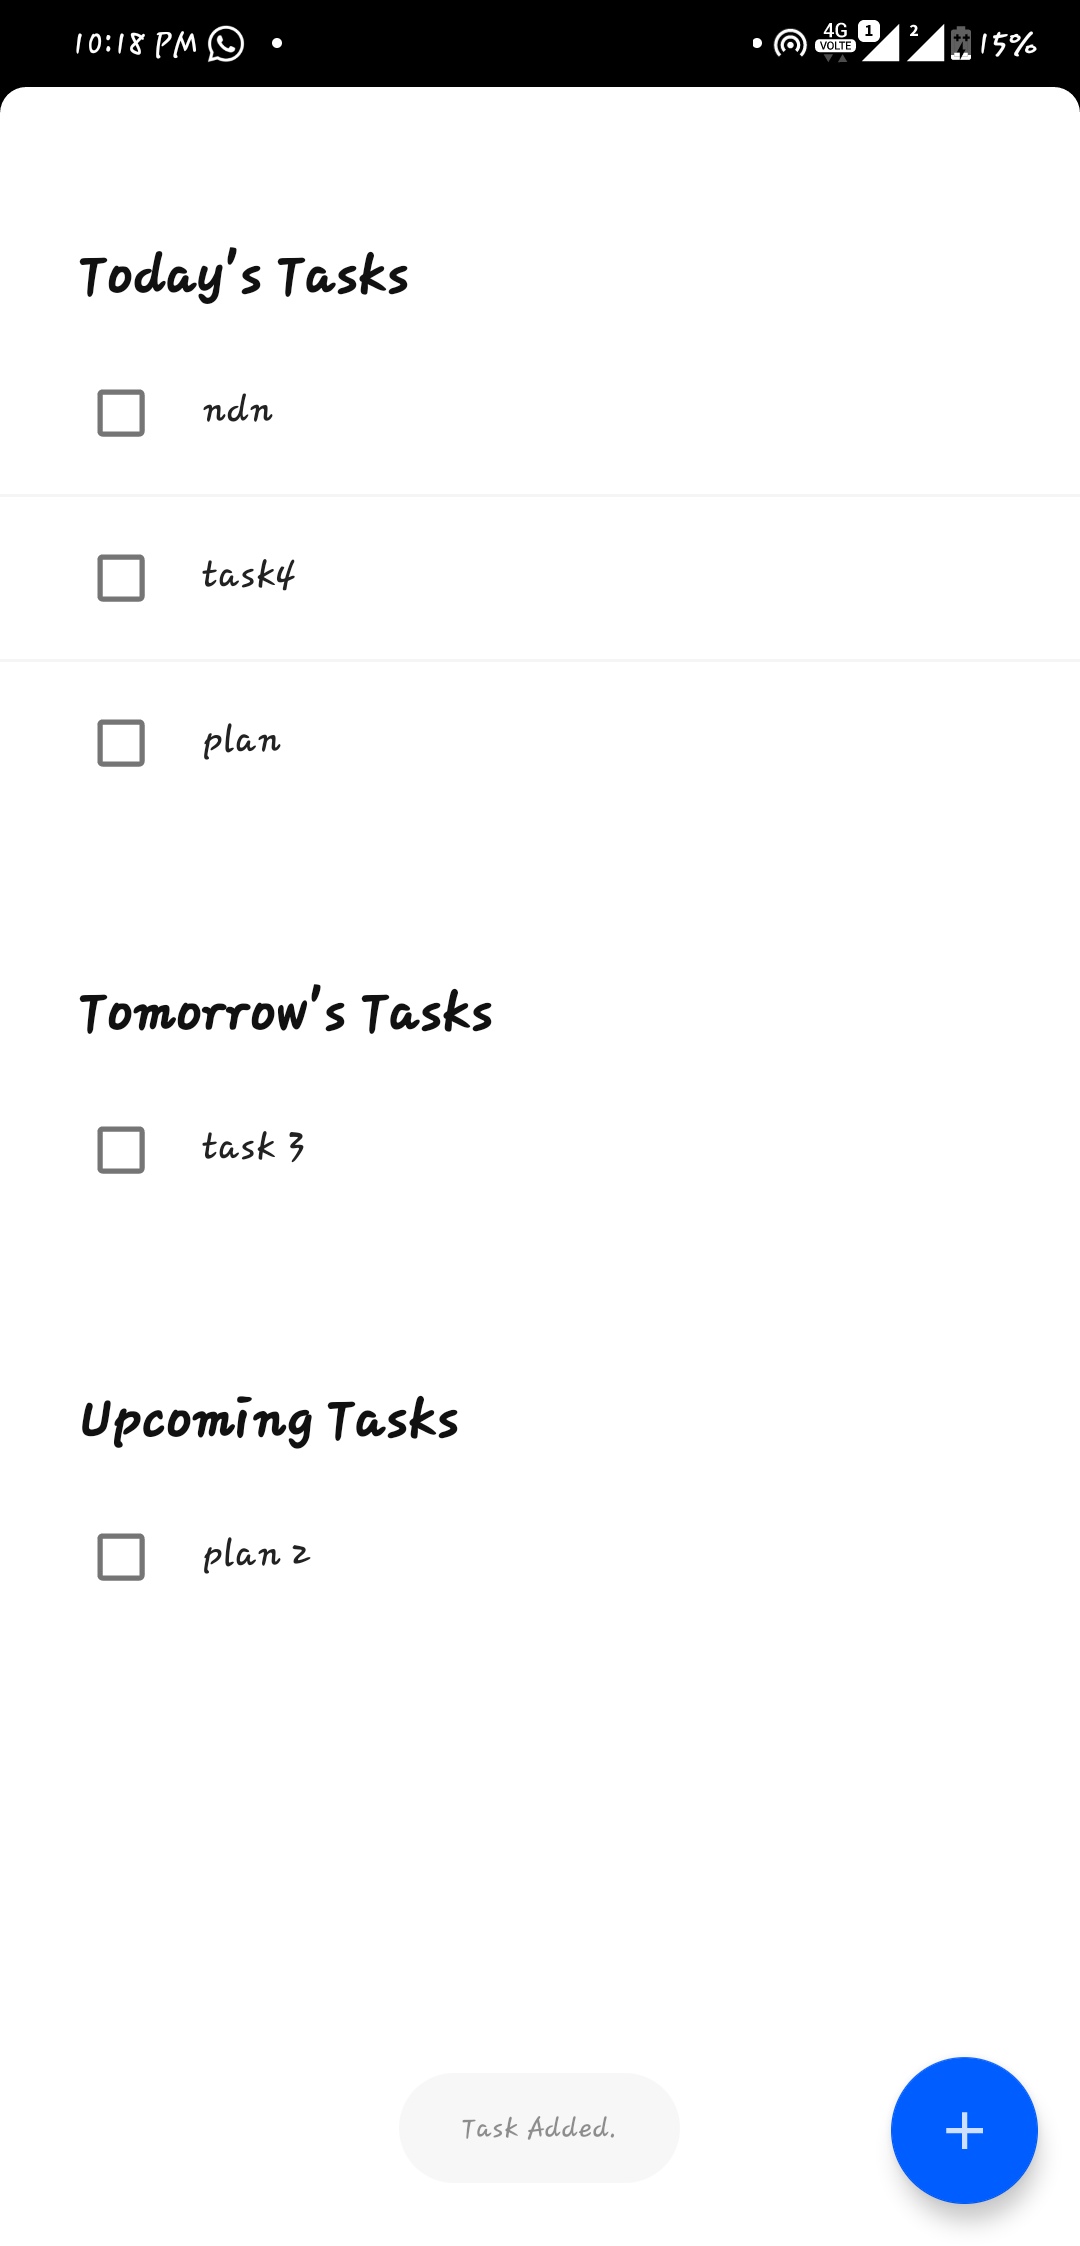 10:18 PM
4G VOLTE 1 2 15%
Today's Tasks
ndn
task4
plan
Tomorrow's Tasks
task 3
Upcoming Tasks
plan 2
Task Added.